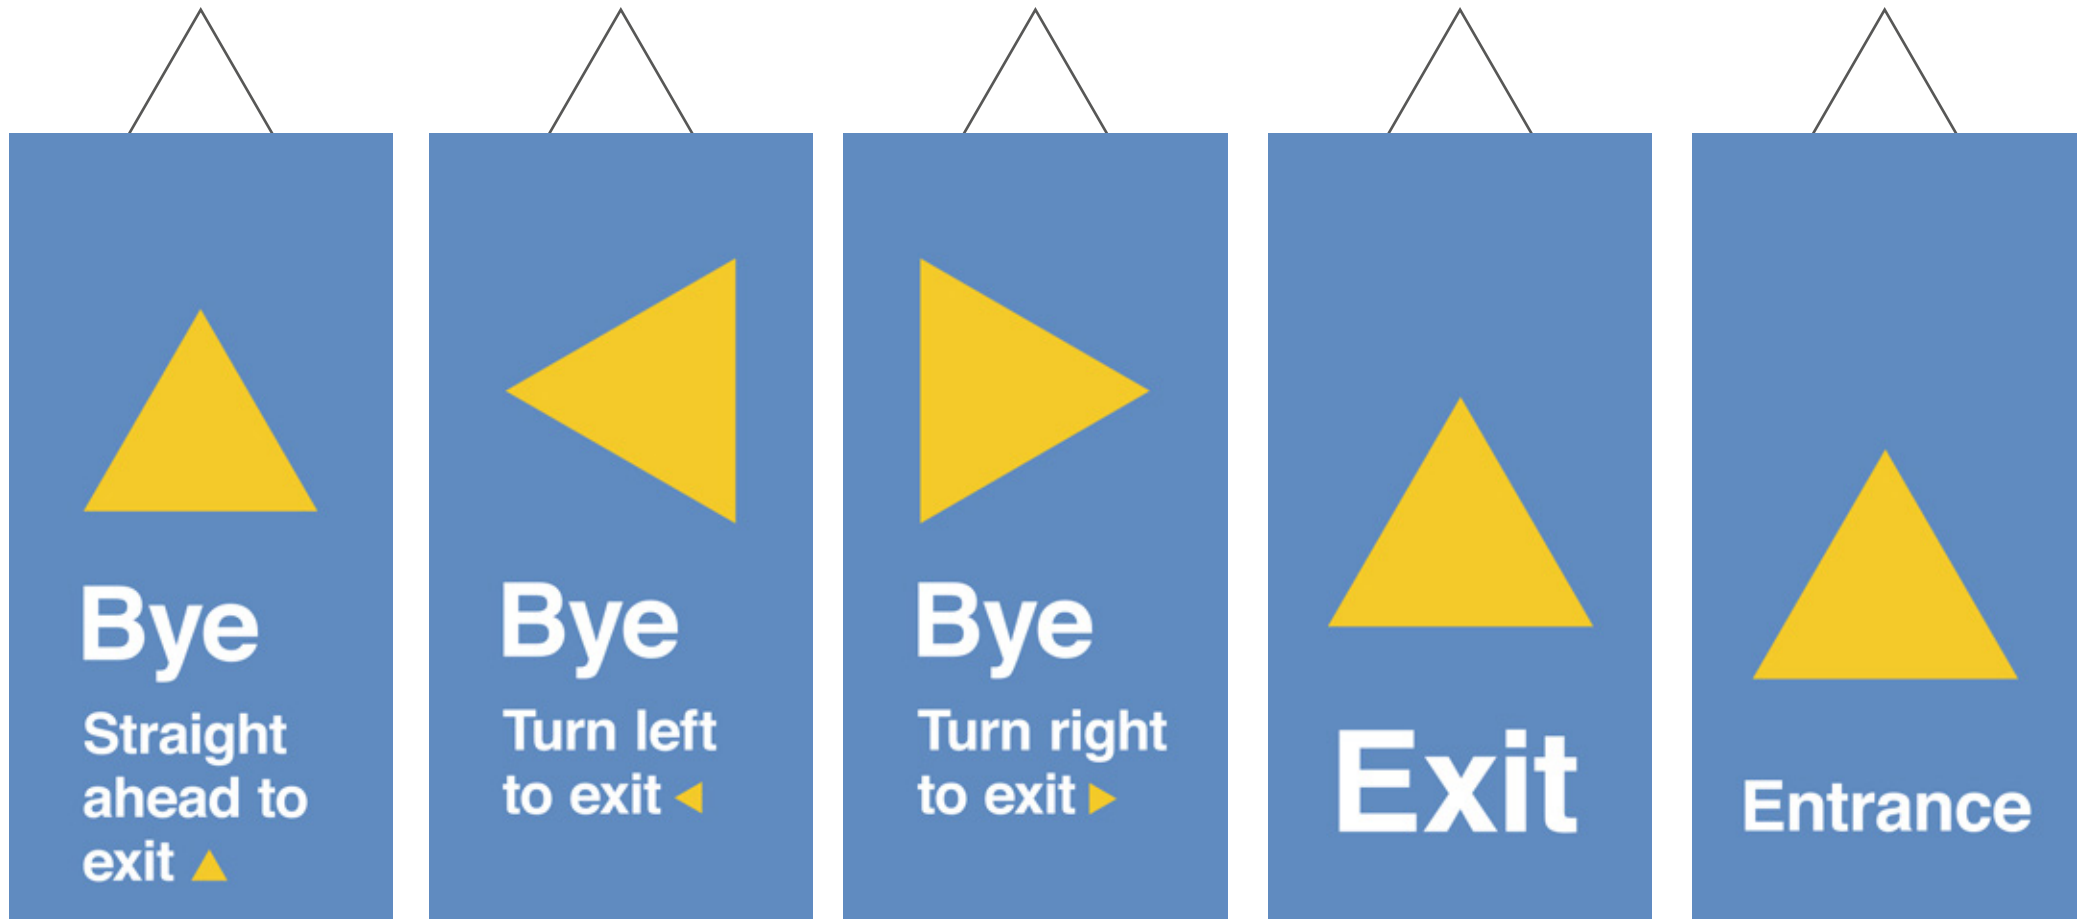 Bye
Straight
ahead to
exit
Bye
Turn left
to exit
Bye
Turn right
to exit
Exit
Entrance